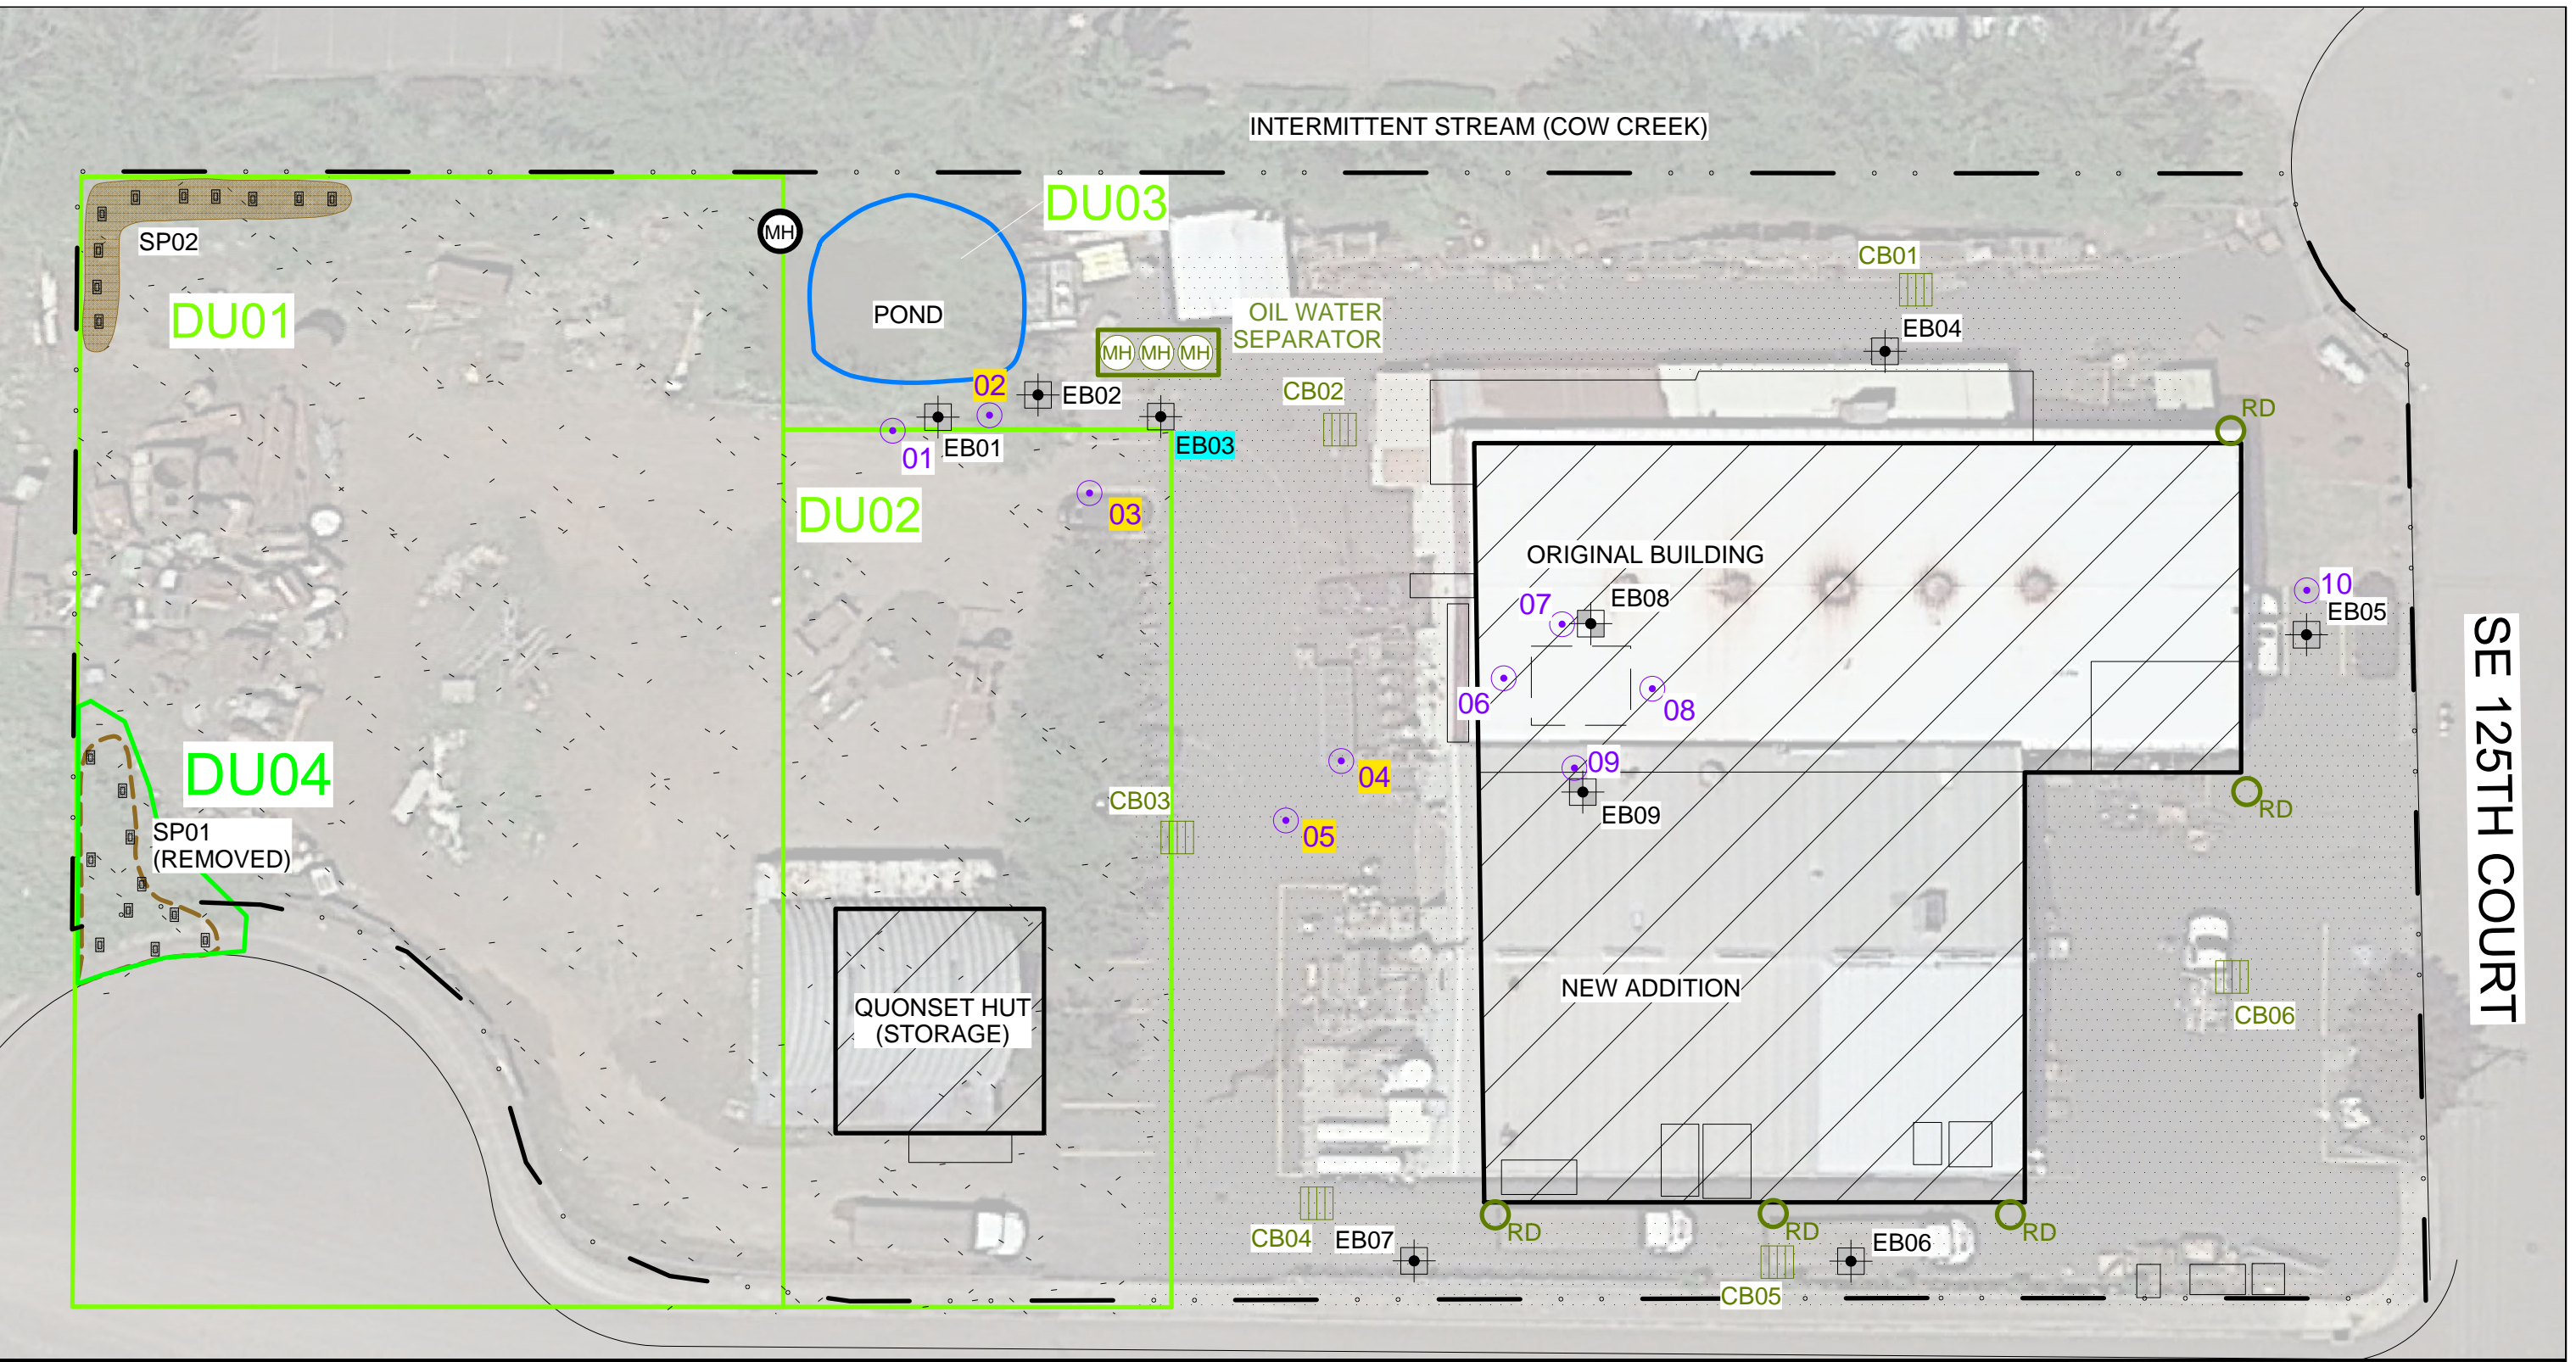 INTERMITTENT STREAM (COW CREEK)
DU03
MH
SP02
DU01
POND
CB01
EB04
OIL WATER
SEPARATOR
MH MH MH
02
EB02
CB02
RD
01
EB01
EB03
DU02
03
ORIGINAL BUILDING
07
EB08
10
EB05
06
08
SE 125TH COURT
DU04
04
09
CB03
EB09
RD
05
SP01
(REMOVED)
NEW ADDITION
QUONSET HUT
(STORAGE)
CB06
CB04
EB07
RD
RD
RD
EB06
CB05